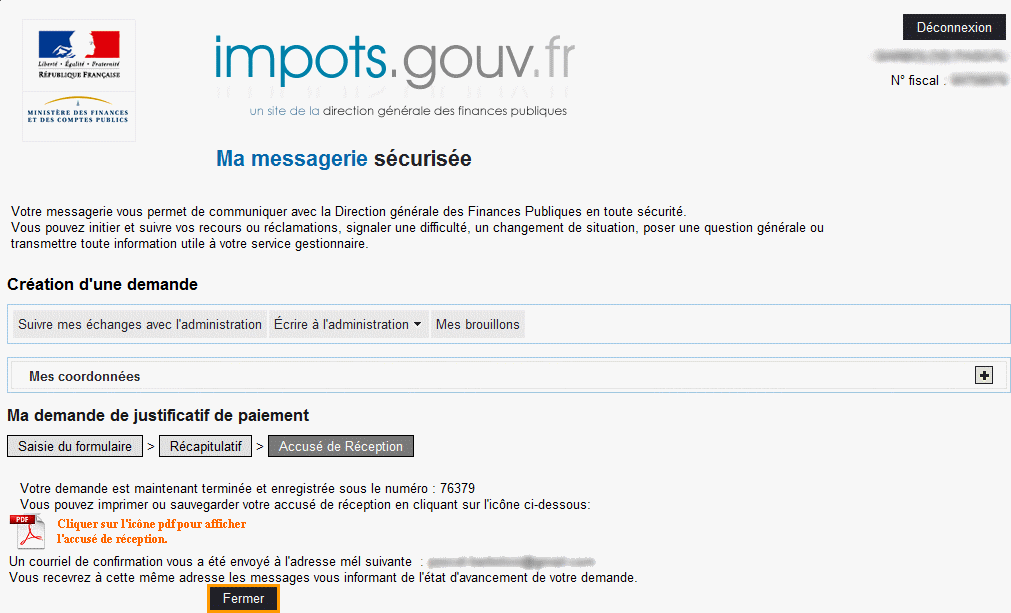 Déconnexion
N° fiscal .
Liberté • Égalité • Fraternité
RÉPUBLIQUE FRANÇAISE
MINISTÈRE DES FINANCES
ET DES COMPTES PUBLICS
impots.gouv.fr
un site de la direction générale des finances publiques
Ma messagerie sécurisée
Votre messagerie vous permet de communiquer avec la Direction générale des Finances Publiques en toute sécurité.
Vous pouvez initier et suivre vos recours ou réclamations, signaler une difficulté, un changement de situation, poser une question générale ou
transmettre toute information utile à votre service gestionnaire.
Création d'une demande
Suivre mes échanges avec l'administration Écrire à l'administration Mes brouillons
Mes coordonnées
Ma demande de justificatif de paiement
Saisie du formulaire > Récapitulatif > Accusé de Réception
Votre demande est maintenant terminée et enregistrée sous le numéro : 76379
Vous pouvez imprimer ou sauvegarder votre accusé de réception en cliquant sur l'icône ci-dessous:
PDF
Cliquer sur l'icône pdf pour afficher
l'accusé de réception.
Un courriel de confirmation vous a été envoyé à l'adresse mél suivante :
Vous recevrez à cette même adresse les messages vous informant de l'état d'avancement de votre demande.
Fermer